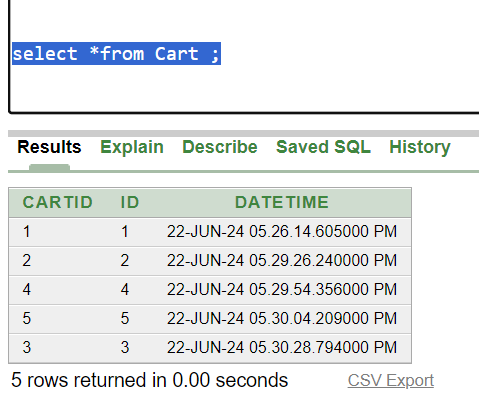 select *from Cart ;
Results Explain Describe Saved SQL History
CARTID ID DATETIME
1 1 22-JUN-24 05.26.14.605000 PM
2 2 22-JUN-24 05.29.26.240000 PM
4 4 22-JUN-24 05.29.54.356000 PM
5 5 22-JUN-24 05.30.04.209000 PM
3 3 22-JUN-24 05.30.28.794000 PM
5 rows returned in 0.00 seconds CSV Export